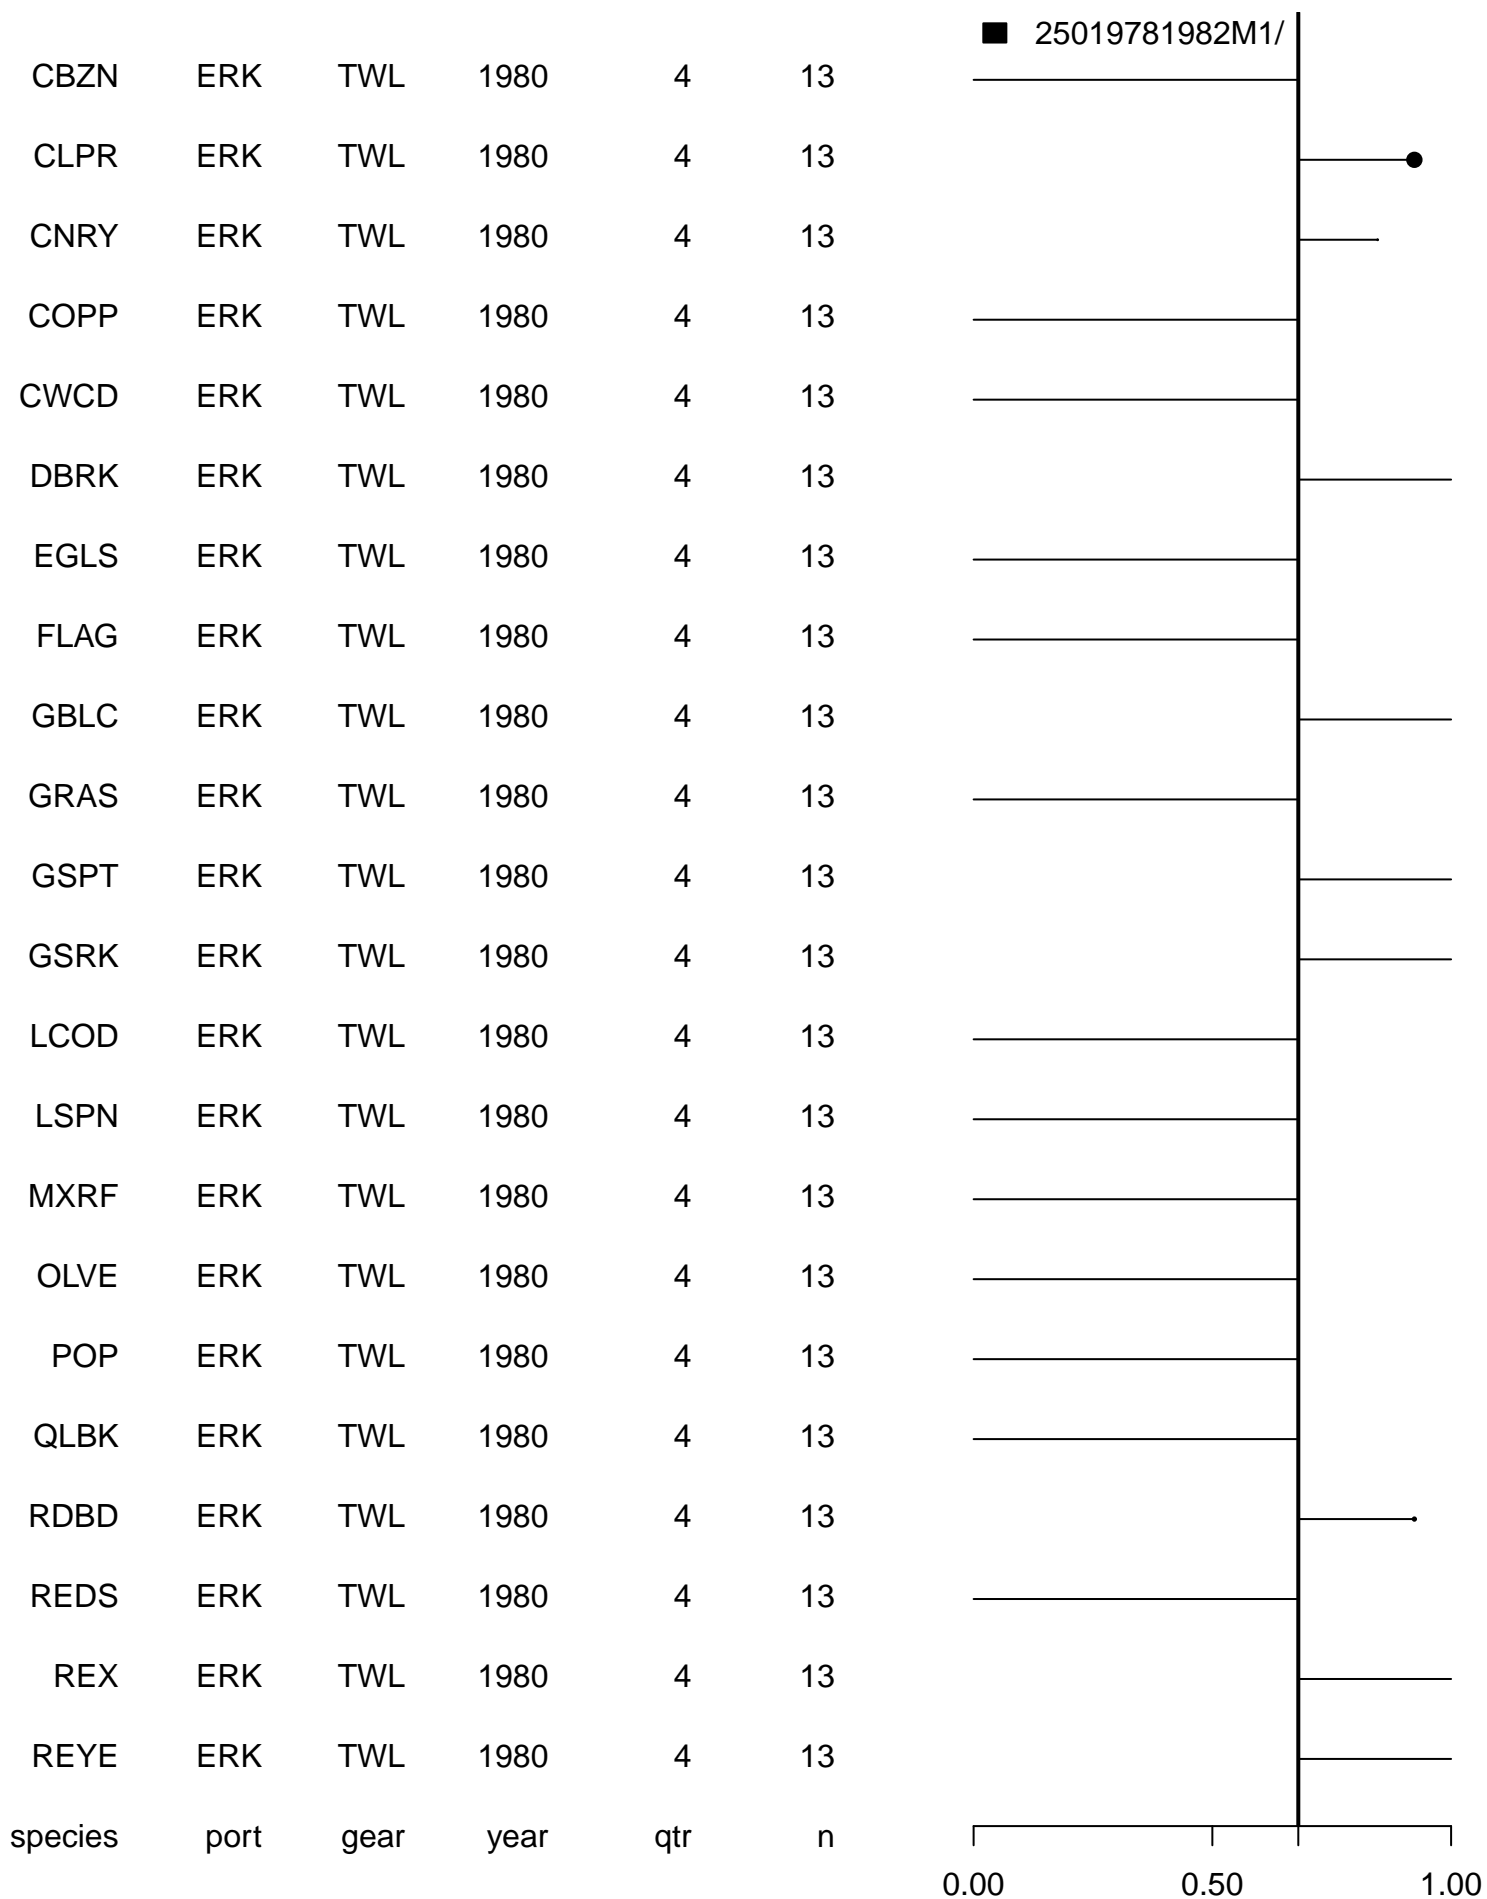 25019781982M1/
CBZN ERK TWL 1980 4 13
CLPR ERK TWL 1980 4 13
CNRY ERK TWL 1980 4 13
COPP ERK TWL 1980 4 13
CWCD ERK TWL 1980 4 13
DBRK ERK TWL 1980 4 13
EGLS ERK TWL 1980 4 13
FLAG ERK TWL 1980 4 13
GBLC ERK TWL 1980 4 13
GRAS ERK TWL 1980 4 13
GSPT ERK TWL 1980 4 13
GSRK ERK TWL 1980 4 13
LCOD ERK TWL 1980 4 13
LSPN ERK TWL 1980 4 13
MXRF ERK TWL 1980 4 13
OLVE ERK TWL 1980 4 13
POP ERK TWL 1980 4 13
QLBK ERK TWL 1980 4 13
RDBD ERK TWL 1980 4 13
REDS ERK TWL 1980 4 13
REX ERK TWL 1980 4 13
REYE ERK TWL 1980 4 13
species port gear year qtr n
0.00 0.50 1.00